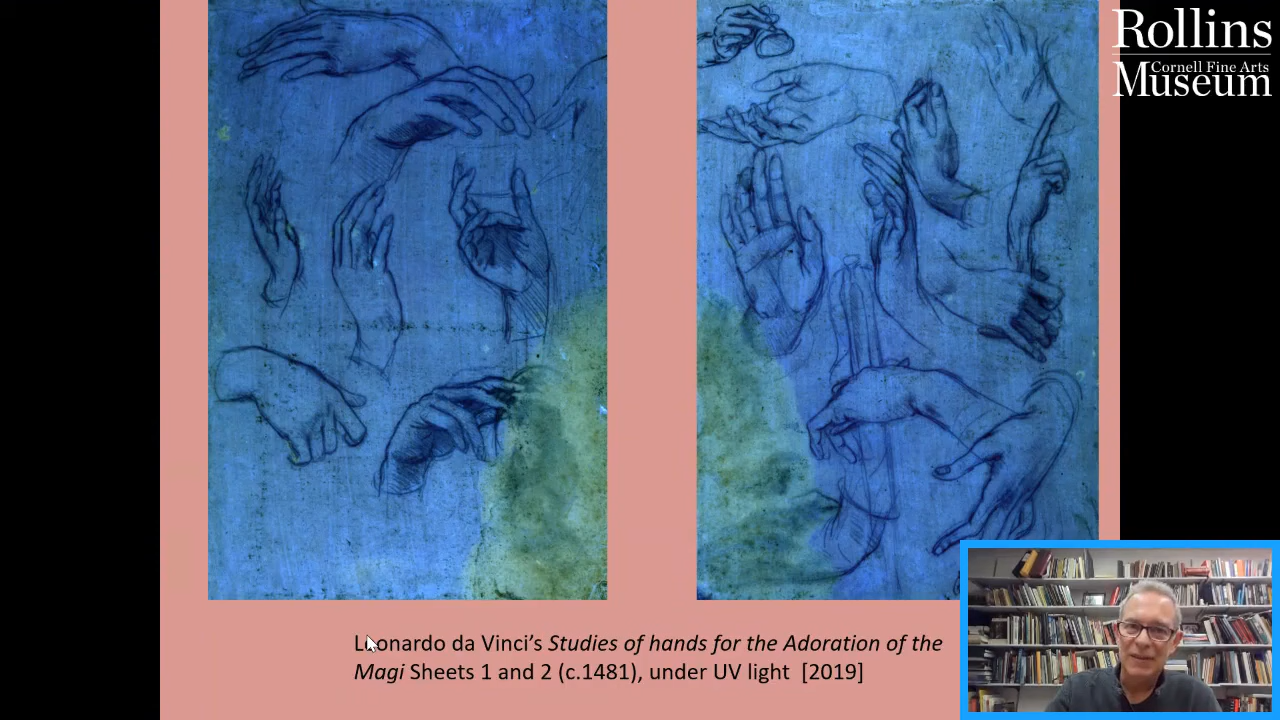 Rollins
Cornell Fine Arts
Museum
Leonardo da Vinci's Studies of hands for the Adoration of the
Magi Sheets 1 and 2 (c.1481), under UV light [2019]